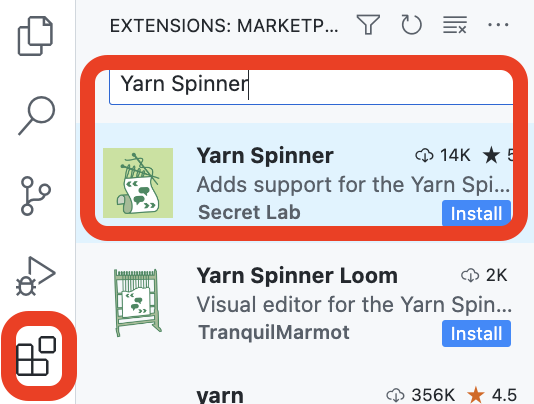 EXTENSIONS: MARKETP...
Yarn Spinner
Yarn Spinner 14K ★ 5
Adds support for the Yarn Spi...
Secret Lab Install
Yarn Spinner Loom 2K
Visual editor for the Yarn Spin...
TranquilMarmot Install
yarn 356K ★ 4.5